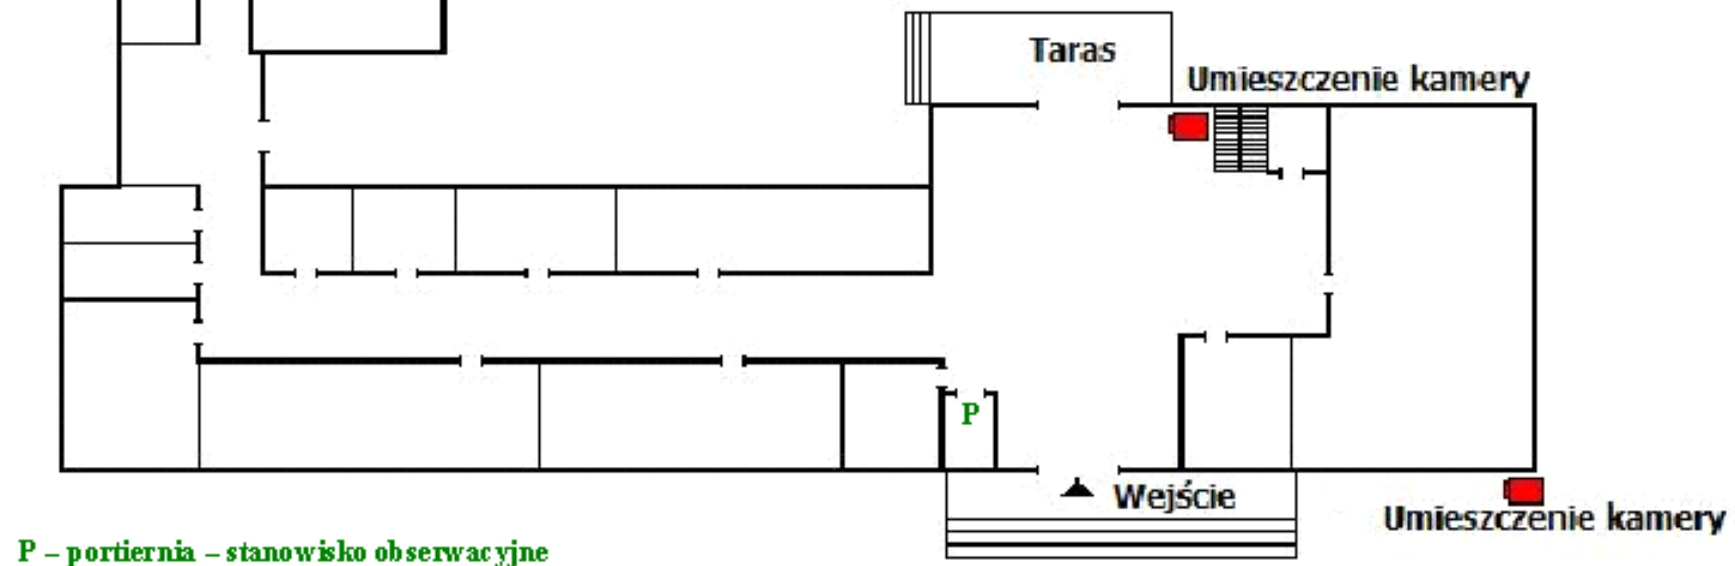 Taras
Umieszczenie kamery
P
Wejście
Umieszczenie kamery
P – portiernia – stanowisko obserwacyjne